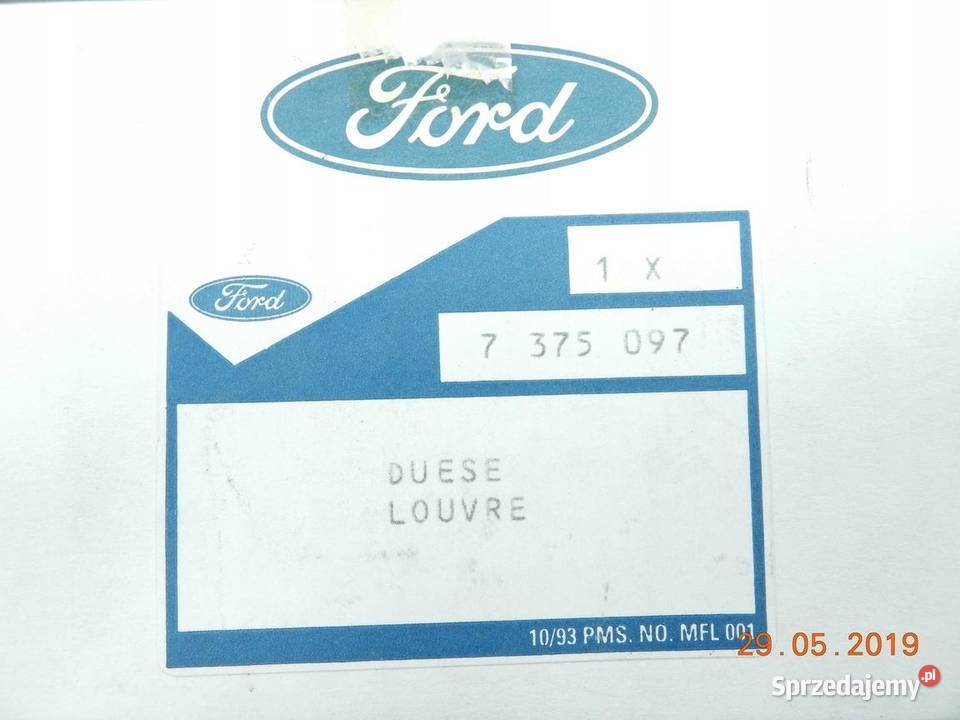 Ford
Ford
1 X
7 375 097
DUESE
LOUVRE
10/93 PMS. NO. MFL 001
29.05.2019
Sprzedajemy.pl